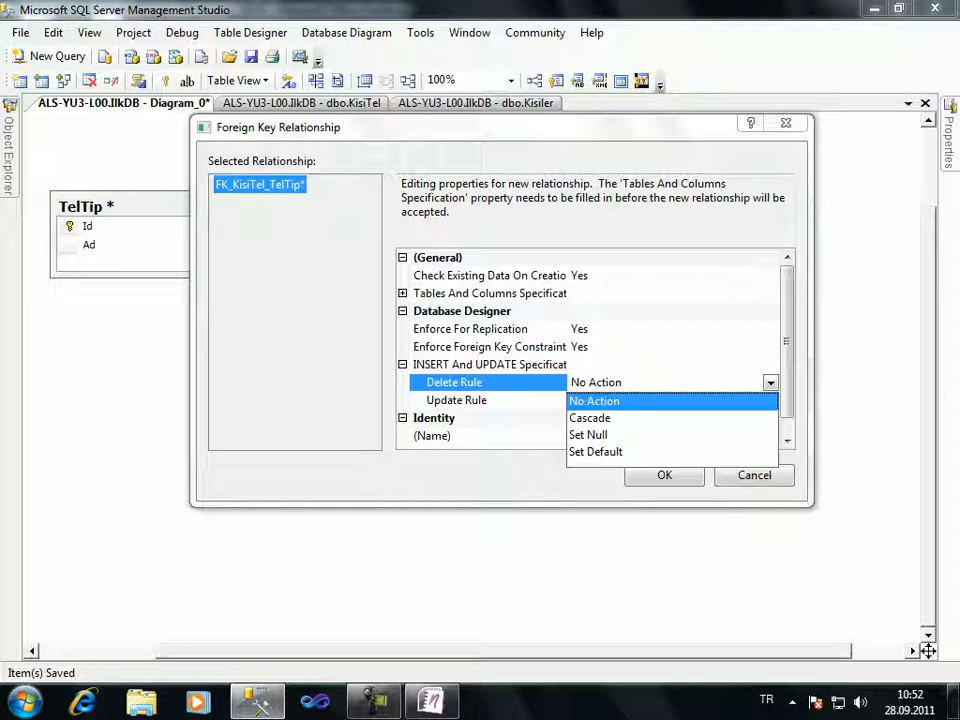 Microsoft SQL Server Management Studio
File Edit View Project Debug Table Designer Database Diagram Tools Window Community Help
New Query
Table View 100%
ALS-YU3-L00.IlkDB - Diagram_0* ALS-YU3-L00.IlkDB - dbo.KisiTel ALS-YU3-L00.IlkDB - dbo.Kisiler
Object Explorer
Properties
Foreign Key Relationship
Selected Relationship:
FK_KisiTel_TelTip*
Editing properties for new relationship. The 'Tables And Columns
Specification' property needs to be filled in before the new relationship will be
accepted.
TelTip *
Id
Ad
(General)
Check Existing Data On Creatio Yes
Tables And Columns Specificat
Database Designer
Enforce For Replication Yes
Enforce Foreign Key Constraint Yes
INSERT And UPDATE Specificat
Delete Rule No Action
Update Rule
Identity
(Name)
No Action
Cascade
Set Null
Set Default
OK Cancel
Item(s) Saved
TR
10:52
28.09.2011